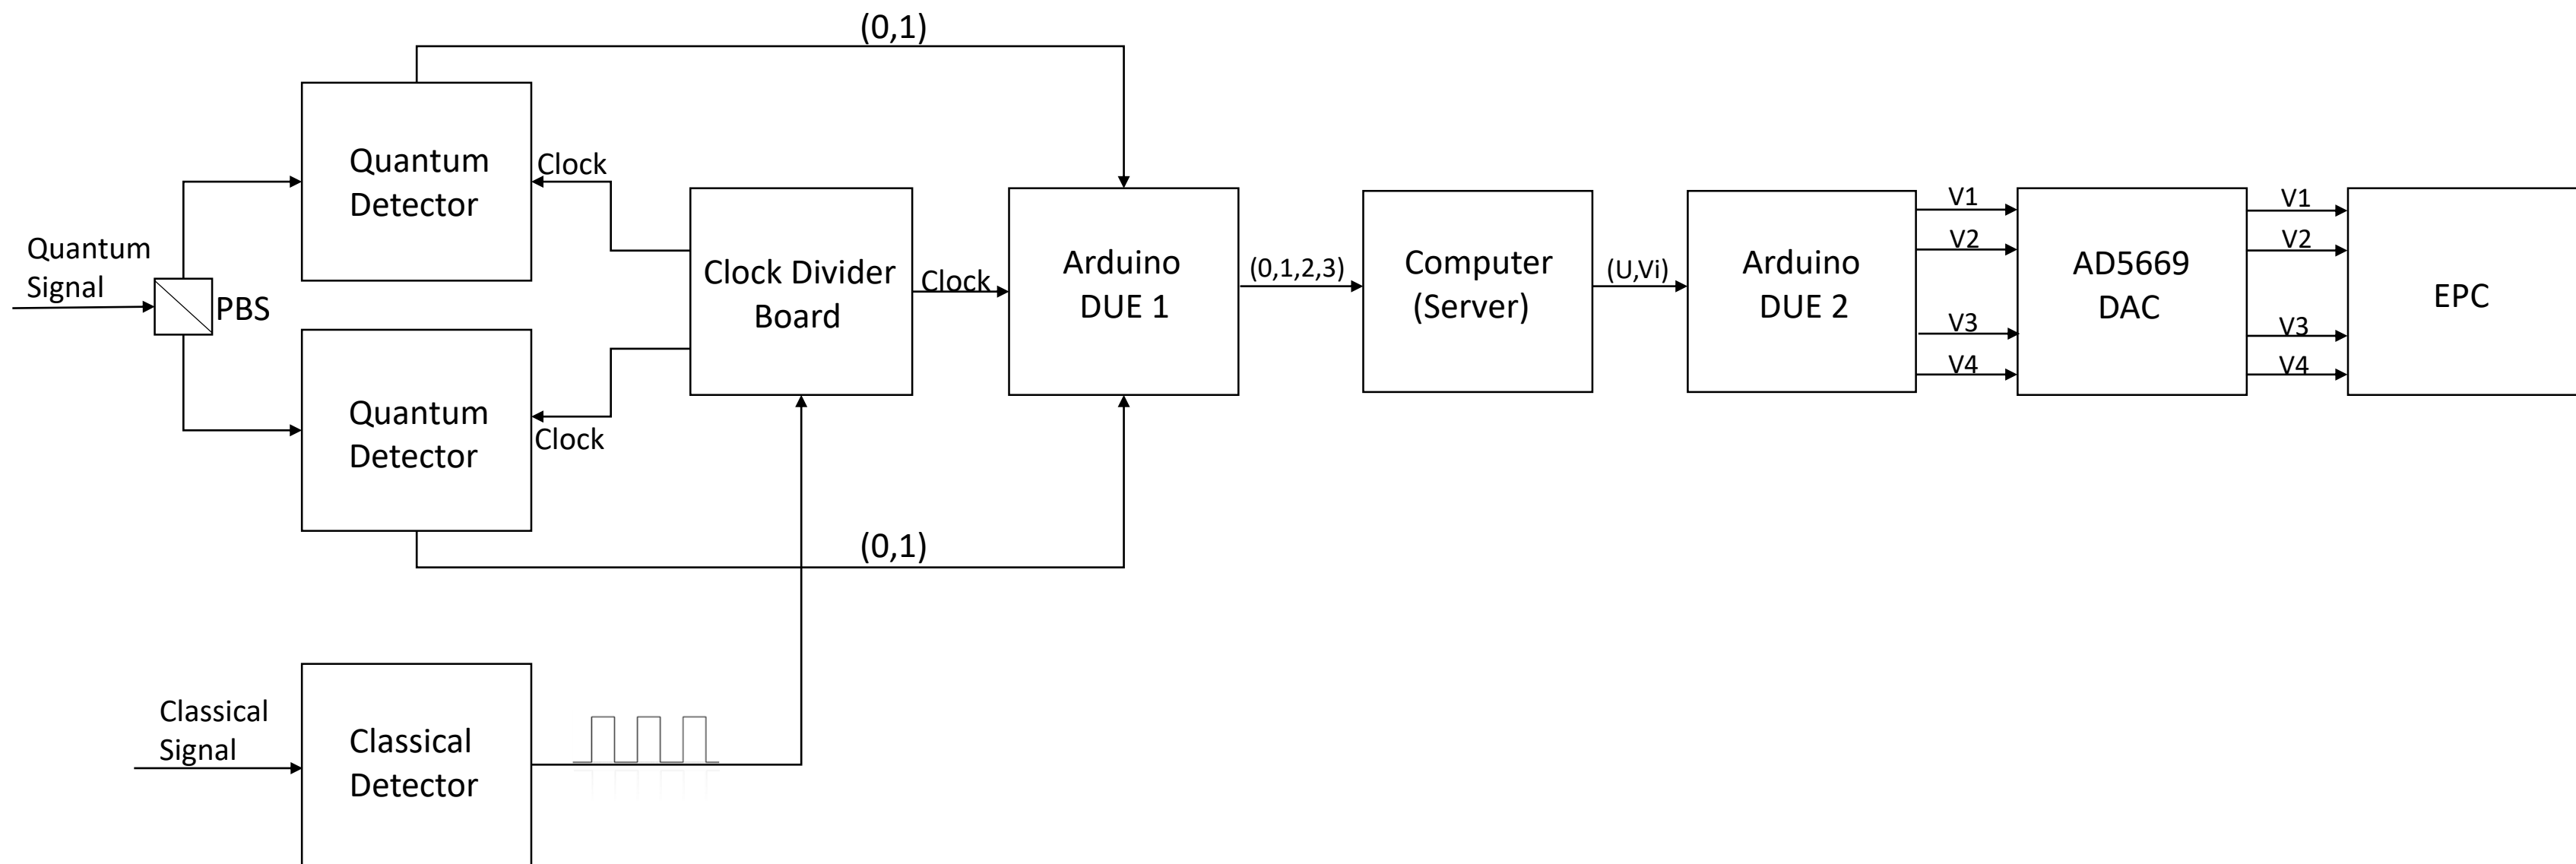 (0,1)
Quantum
Detector
Clock
Quantum
Signal
PBS
Clock Divider
Board
Clock
Arduino
DUE 1
(0,1,2,3)
Computer
(Server)
(U,Vi)
Arduino
DUE 2
V1
V2
V3
V4
AD5669
DAC
V1
V2
V3
V4
EPC
Quantum
Detector
Clock
(0,1)
Classical
Signal
Classical
Detector